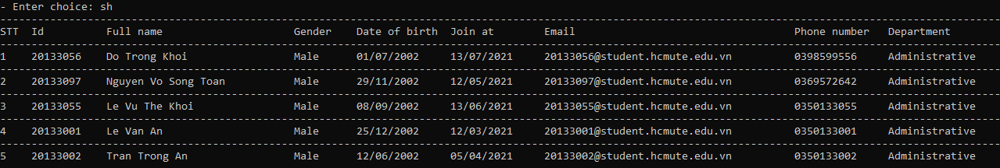 - Enter choice: sh
STT Id Full name Gender Date of birth Join at Email Phone number Department
1 20133056 Do Trong Khoi Male 01/07/2002 13/07/2021 20133056@student.hcmute.edu.vn 0398599556 Administrative
2 20133097 Nguyen Vo Song Toan Male 29/11/2002 12/05/2021 20133097@student.hcmute.edu.vn 0369572642 Administrative
3 20133055 Le Vu The Khoi Male 08/09/2002 13/06/2021 20133055@student.hcmute.edu.vn 0350133055 Administrative
4 20133001 Le Van An Male 25/12/2002 12/03/2021 20133001@student.hcmute.edu.vn 0350133001 Administrative
5 20133002 Tran Trong An Male 12/06/2002 05/04/2021 20133002@student.hcmute.edu.vn 0350133002 Administrative